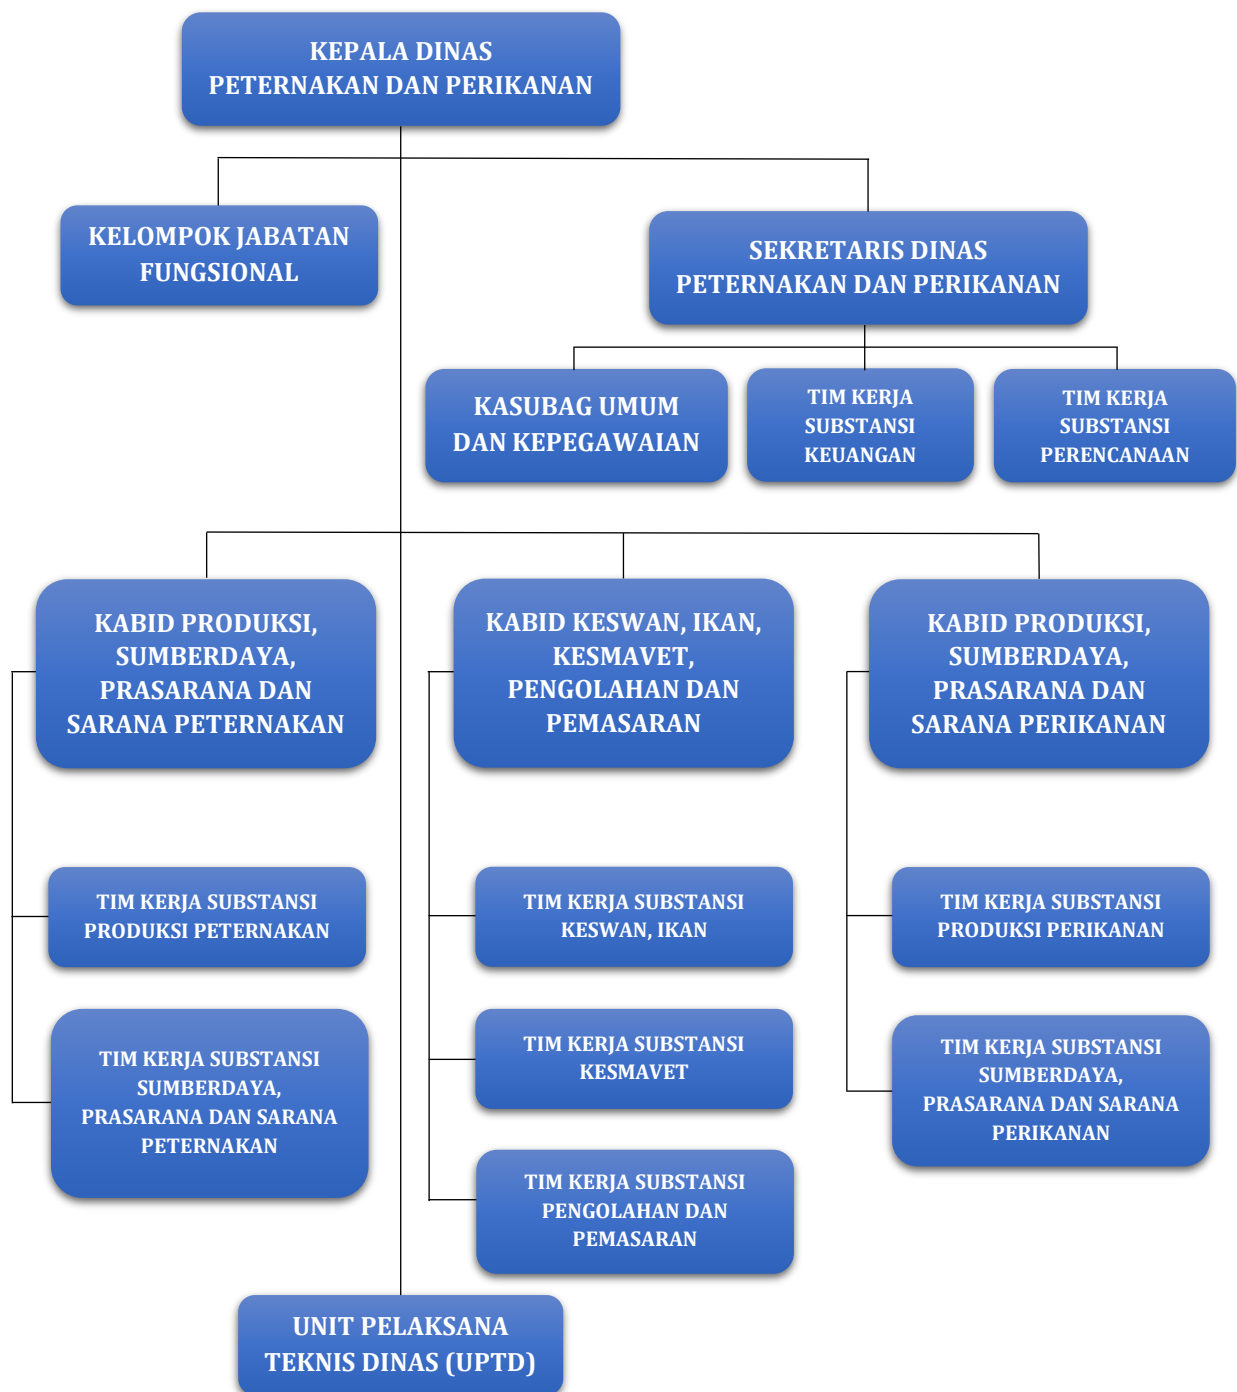 KEPALA DINAS
PETERNAKAN DAN PERIKANAN
KELOMPOK JABATAN
FUNGSIONAL
SEKRETARIS DINAS
PETERNAKAN DAN PERIKANAN
KASUBAG UMUM
DAN KEPEGAWAIAN
TIM KERJA
SUBSTANSI
KEUANGAN
TIM KERJA
SUBSTANSI
PERENCANAAN
KABID PRODUKSI,
SUMBERDAYA,
PRASARANA DAN
SARANA PETERNAKAN
KABID KESWAN, IKAN,
KESMAVET,
PENGOLAHAN DAN
PEMASARAN
KABID PRODUKSI,
SUMBERDAYA,
PRASARANA DAN
SARANA PERIKANAN
TIM KERJA SUBSTANSI
PRODUKSI PETERNAKAN
TIM KERJA SUBSTANSI
KESWAN, IKAN
TIM KERJA SUBSTANSI
PRODUKSI PERIKANAN
TIM KERJA SUBSTANSI
SUMBERDAYA,
PRASARANA DAN SARANA
PETERNAKAN
TIM KERJA SUBSTANSI
KESMAVET
TIM KERJA SUBSTANSI
SUMBERDAYA,
PRASARANA DAN SARANA
PERIKANAN
TIM KERJA SUBSTANSI
PENGOLAHAN DAN
PEMASARAN
UNIT PELAKSANA
TEKNIS DINAS (UPTD)